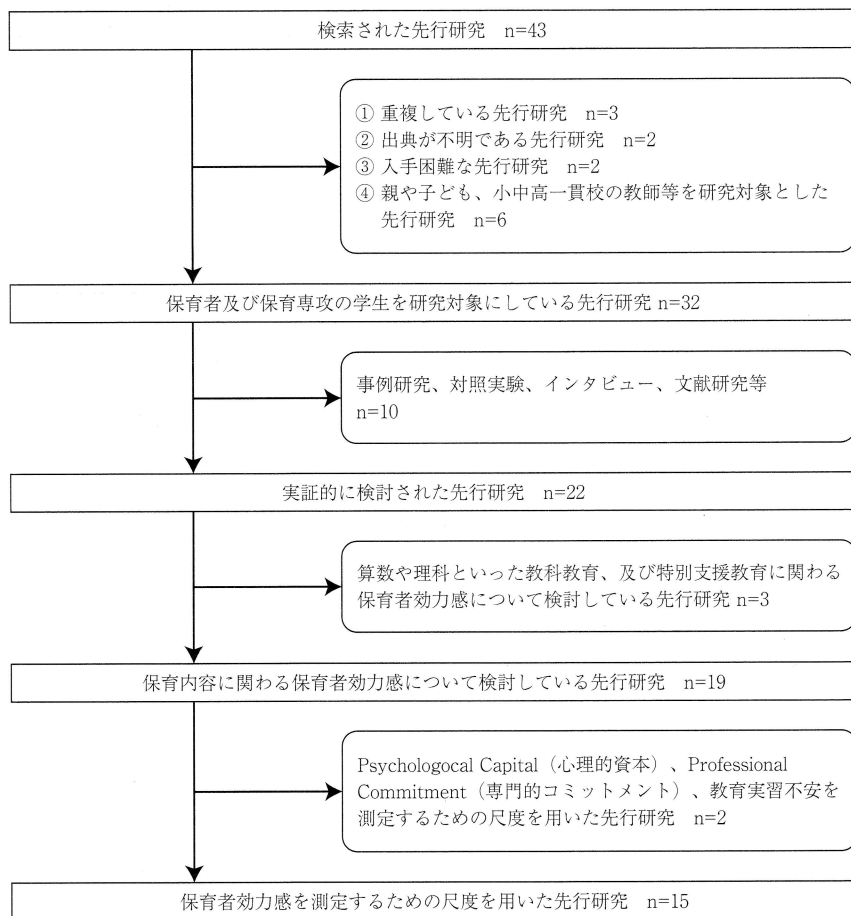 検索された先行研究　n=43
① 重複している先行研究　n=3
② 出典が不明である先行研究　n=2
③ 入手困難な先行研究　n=2
④ 親や子ども、小中高一貫校の教師等を研究対象とした
先行研究　n=6
保育者及び保育専攻の学生を研究対象にしている先行研究 n=32
事例研究、対照実験、インタビュー、文献研究等
n=10
実証的に検討された先行研究　n=22
算数や理科といった教科教育、及び特別支援教育に関わる
保育者効力感について検討している先行研究 n=3
保育内容に関わる保育者効力感について検討している先行研究　n=19
Psychologocal Capital（心理的資本）、Professional
Commitment（専門的コミットメント）、教育実習不安を
測定するための尺度を用いた先行研究　n=2
保育者効力感を測定するための尺度を用いた先行研究　n=15